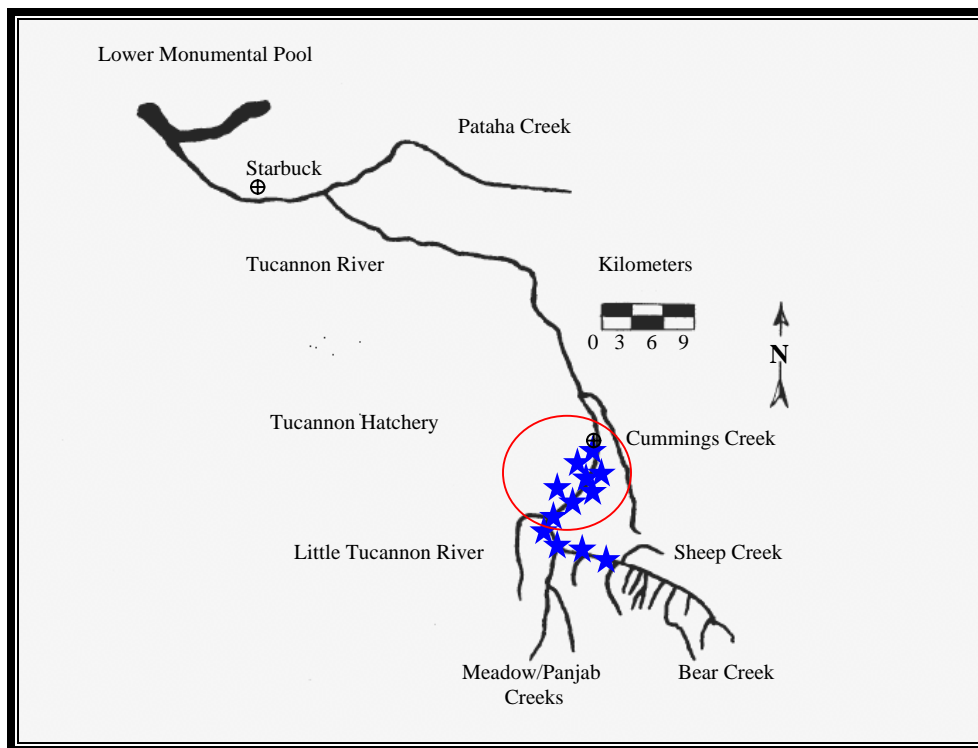 Lower Monumental Pool
Pataha Creek
Starbuck
Tucannon River
Kilometers
0 3 6 9
N
Tucannon Hatchery
Cummings Creek
Little Tucannon River
Sheep Creek
Meadow/Panjab
Creeks
Bear Creek